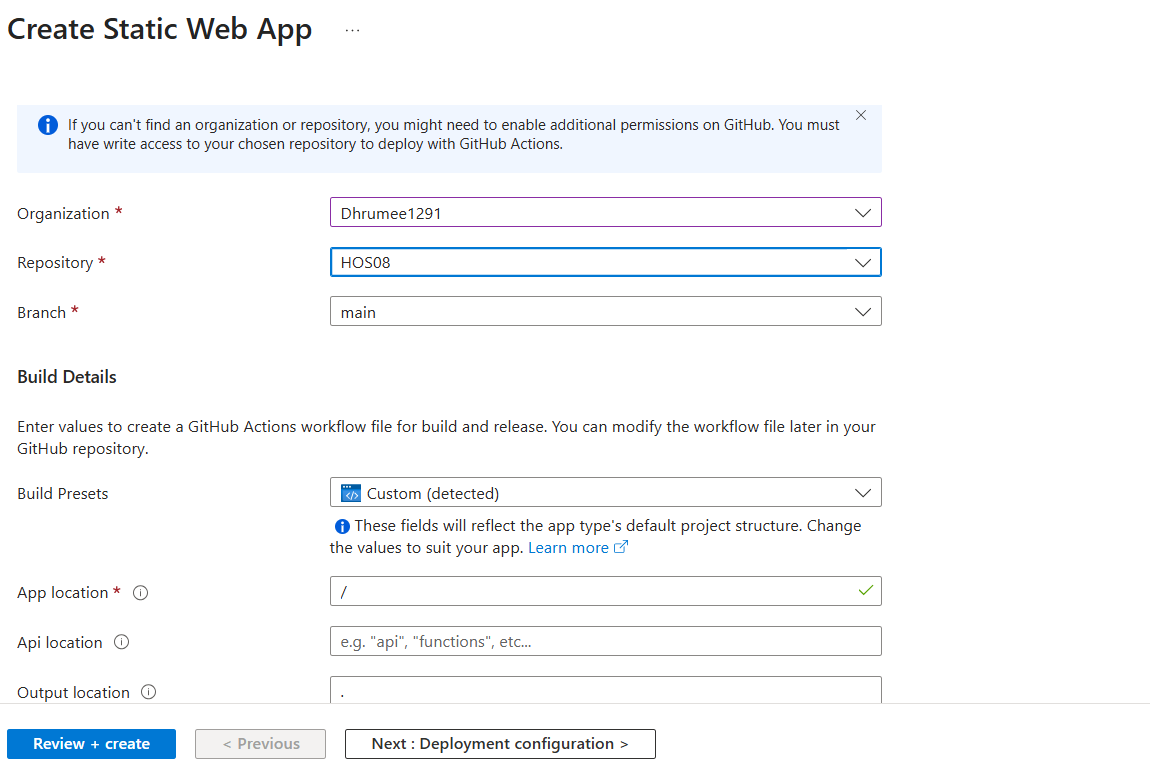 Create Static Web App ...
If you can't find an organization or repository, you might need to enable additional permissions on GitHub. You must
have write access to your chosen repository to deploy with GitHub Actions.
Organization *
Dhrumee1291
Repository *
HOS08
Branch *
main
Build Details
Enter values to create a GitHub Actions workflow file for build and release. You can modify the workflow file later in your
GitHub repository.
Build Presets
Custom (detected)
These fields will reflect the app type's default project structure. Change
the values to suit your app. Learn more
App location *
/
Api location
e.g. "api", "functions", etc...
Output location
.
Review + create
< Previous
Next : Deployment configuration >